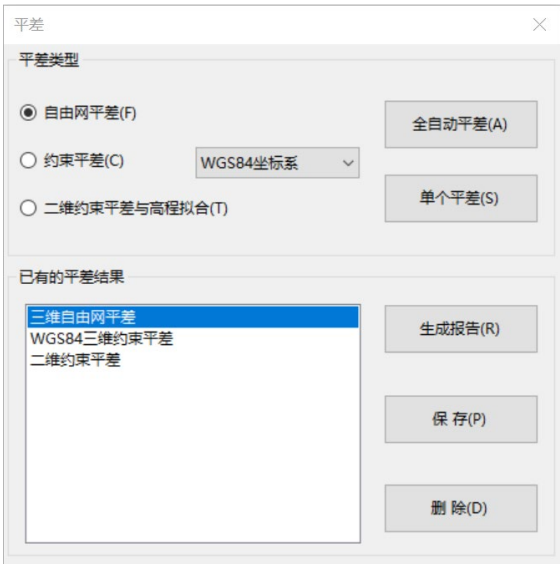 平差
平差类型
自由网平差(F)
全自动平差(A)
约束平差(C)
WGS84坐标系
单个平差(S)
二维约束平差与高程拟合(T)
已有的平差结果
三维自由网平差
WGS84三维约束平差
二维约束平差
生成报告(R)
保 存(P)
删 除(D)